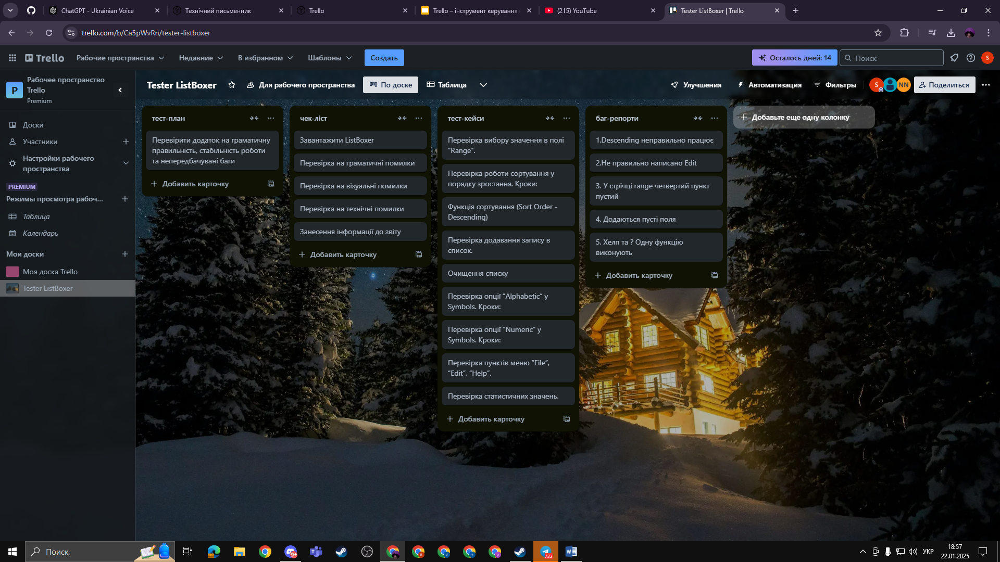 ChatGPT - Ukrainian Voice
Технічний письменник
Trello
Trello – інструмент керування
(215) YouTube
Tester ListBoxer | Trello
trello.com/b/Ca5pWvRn/tester-listboxer
Trello
Рабочие пространства
Недавние
В избранном
Шаблоны
Создать
Осталось дней: 14
Поиск
S
P
Рабочее пространство
Trello
Premium
Tester ListBoxer
Для рабочего пространства
По доске
Таблица
Улучшения
Автоматизация
Фильтры
S
NN
Поделиться
Доски
Участники
Настройки рабочего
пространства
PREMIUM
Режимы просмотра рабоч...
Таблица
Календарь
Мои доски
Моя доска Trello
Tester ListBoxer
тест-план
Перевірити додаток на граматичну
правильність, стабільність роботи
та непередбачувані баги
Добавить карточку
чек-ліст
Завантажити ListBoxer
Перевірка на граматичні помилки
Перевірка на візуальні помилки
Перевірка на технічні помилки
Занесення інформації до звіту
Добавить карточку
тест-кейси
Перевірка вибору значення в полі
“Range”.
Перевірка роботи сортування у
порядку зростання. Кроки:
Функція сортування (Sort Order -
Descending)
Перевірка додавання запису в
список.
Очищення списку
Перевірка опції “Alphabetic” у
Symbols. Кроки:
Перевірка опції “Numeric” у
Symbols. Кроки:
Перевірка пунктів меню “File”,
“Edit”, “Help”.
Перевірка статистичних значень.
Добавить карточку
баг-репорти
1.Descending неправильно працює
2.Не правильно написано Edit
3. У стрічці range четвертий пункт
пустий
4. Додаються пусті поля
5. Хелп та ? Одну функцію
виконують
Добавить карточку
Добавьте еще одну колонку
Поиск
9+
722
УКР
18:57
22.01.2025